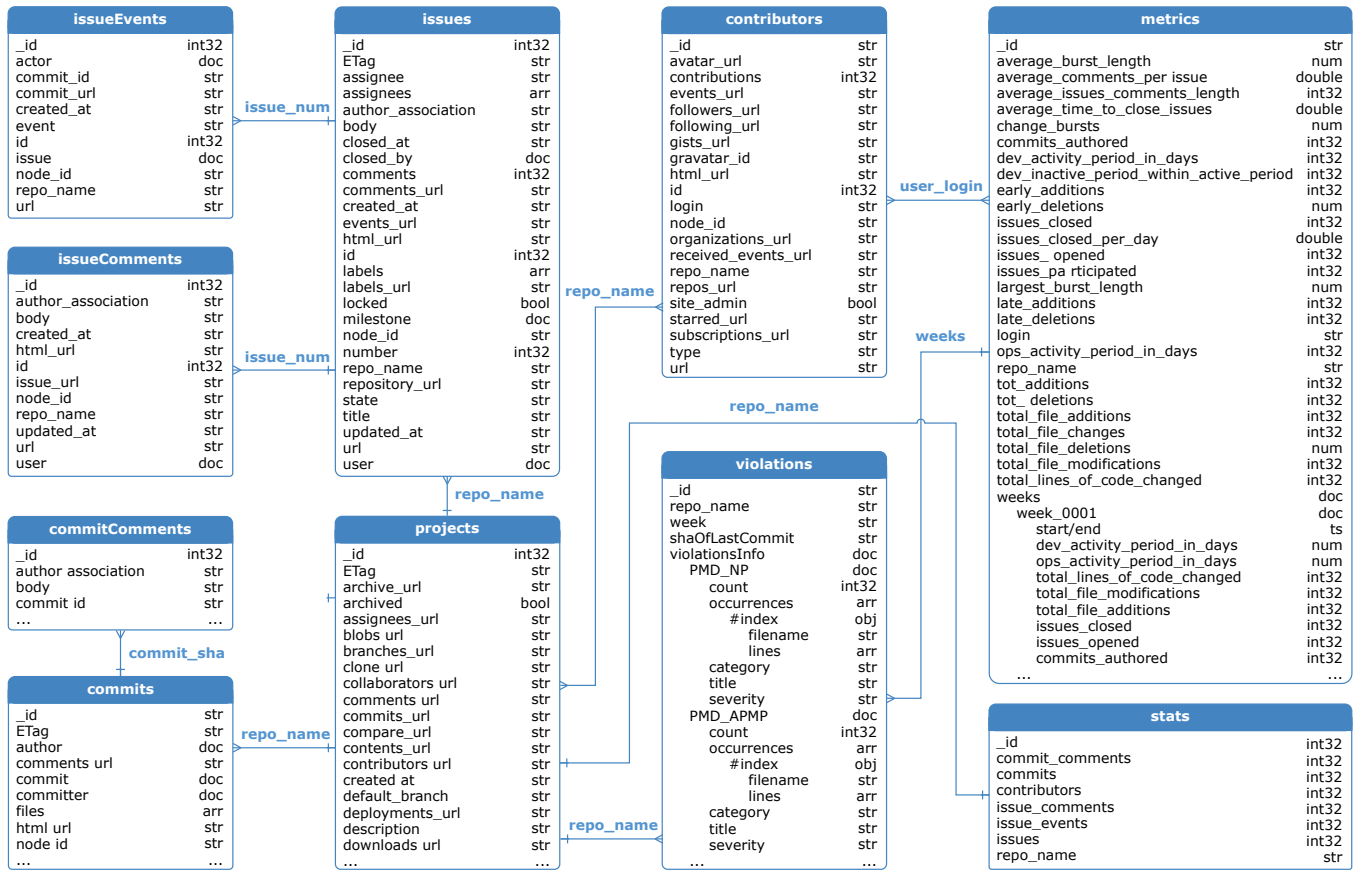 issueEvents
_id int32
actor doc
commit_id str
commit_url str
created_at str
event str
id int32
issue doc
node_id str
repo_name str
url str
issueComments
_id int32
author_association str
body str
created_at str
html_url str
id int32
issue_url str
node_id str
repo_name str
updated_at str
url str
user doc
commitComments
_id int32
author association str
body str
commit id str
... ...
commit_sha
commits
_id str
ETag str
author doc
comments url str
commit doc
committer doc
files arr
html url str
node id str
... ...
issue_num
issue_num
repo_name
issues
_id int32
ETag str
assignee str
assignees arr
author_association str
body str
closed_at str
closed_by doc
comments int32
comments_url str
created_at str
events_url str
html_url str
id int32
labels arr
labels_url str
locked bool
milestone doc
node_id str
number int32
repo_name str
repository_url str
state str
title str
updated_at str
url str
user doc
repo_name
projects
_id int32
ETag str
archive_url str
archived bool
assignees_url str
blobs url str
branches_url str
clone url str
collaborators url str
comments url str
commits_url str
compare_url str
contents_url str
contributors url str
created at str
default_branch str
deployments_url str
description str
downloads url str
... ...
repo_name
repo_name
repo_name
contributors
_id str
avatar_url str
contributions int32
events_url str
followers_url str
following_url str
gists_url str
gravatar_id str
html_url str
id int32
login str
node_id str
organizations_url str
received_events_url str
repo_name str
repos_url str
site_admin bool
starred_url str
subscriptions_url str
type str
url str
violations
_id str
repo_name str
week str
shaOfLastCommit str
violationsInfo doc
PMD_NP doc
count int32
occurrences arr
#index obj
filename str
lines arr
category str
title str
severity str
PMD_APMP doc
count int32
occurrences arr
#index obj
filename str
lines arr
category str
title str
severity str
... ...
user_login
weeks
metrics
_id str
average_burst_length num
average_comments_per issue double
average_issues_comments_length int32
average_time_to_close_issues double
change_bursts num
commits_authored int32
dev_activity_period_in_days int32
dev_inactive_period_within_active_period int32
early_additions int32
early_deletions num
issues_closed int32
issues_closed_per_day double
issues_ opened int32
issues_pa rticipated int32
largest_burst_length num
late_additions int32
late_deletions int32
login str
ops_activity_period_in_days int32
repo_name str
tot_additions int32
tot_ deletions int32
total_file_additions int32
total_file_changes int32
total_file_deletions num
total_file_modifications int32
total_lines_of_code_changed int32
weeks doc
week_0001 doc
start/end ts
dev_activity_period_in_days num
ops_activity_period_in_days num
total_lines_of_code_changed int32
total_file_modifications int32
total_file_additions int32
issues_closed int32
issues_opened int32
commits_authored int32
... ...
stats
_id int32
commit_comments int32
commits int32
contributors int32
issue_comments int32
issue_events int32
issues int32
repo_name str